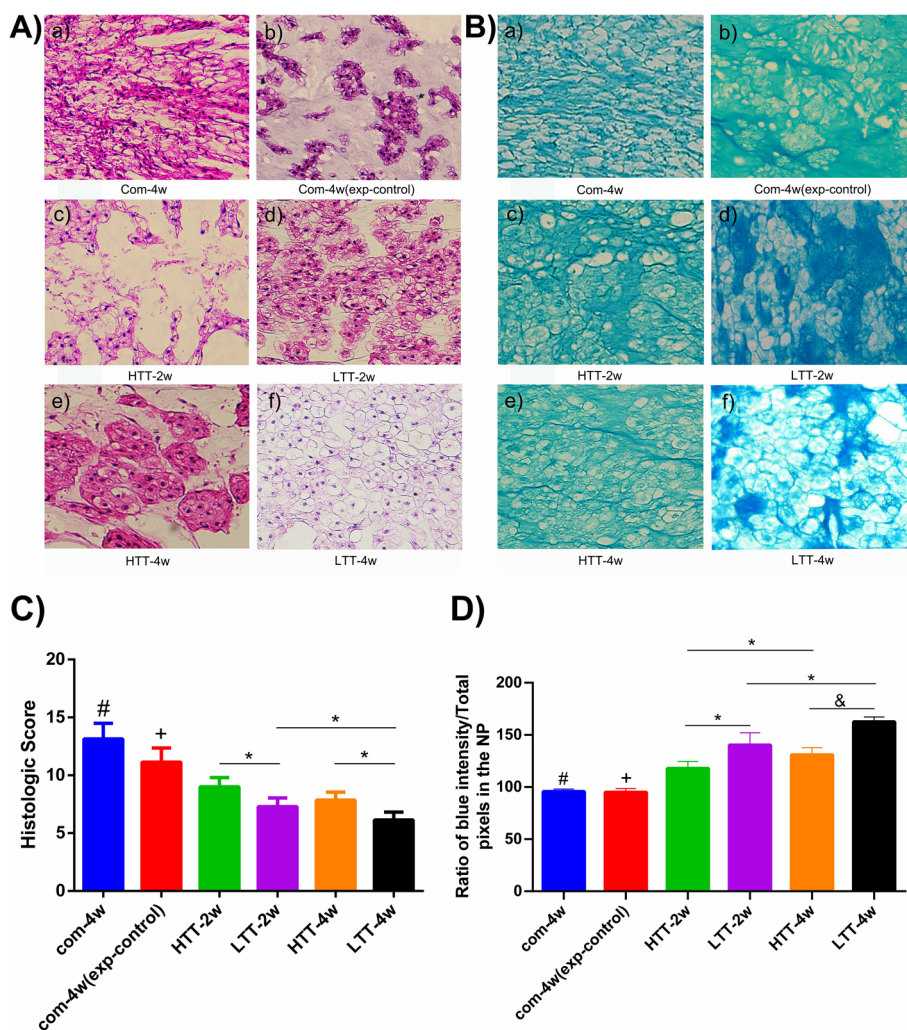 A)
a)
b)
Com-4w
Com-4w(exp-control)
c)
d)
HTT-2w
LTT-2w
e)
f)
HTT-4w
LTT-4w
B)
a)
b)
Com-4w
Com-4w(exp-control)
c)
d)
HTT-2w
LTT-2w
e)
f)
HTT-4w
LTT-4w
C)
Histologic Score
20
15
10
5
0
#
+
*
*
*
com-4w
com-4w(exp-control)
HTT-2w
LTT-2w
HTT-4w
LTT-4w
D)
Ratio of blue intensity/Total
pixels in the NP
200
150
100
50
0
#
+
*
*
*
&
com-4w
com-4w(exp-control)
HTT-2w
LTT-2w
HTT-4w
LTT-4w